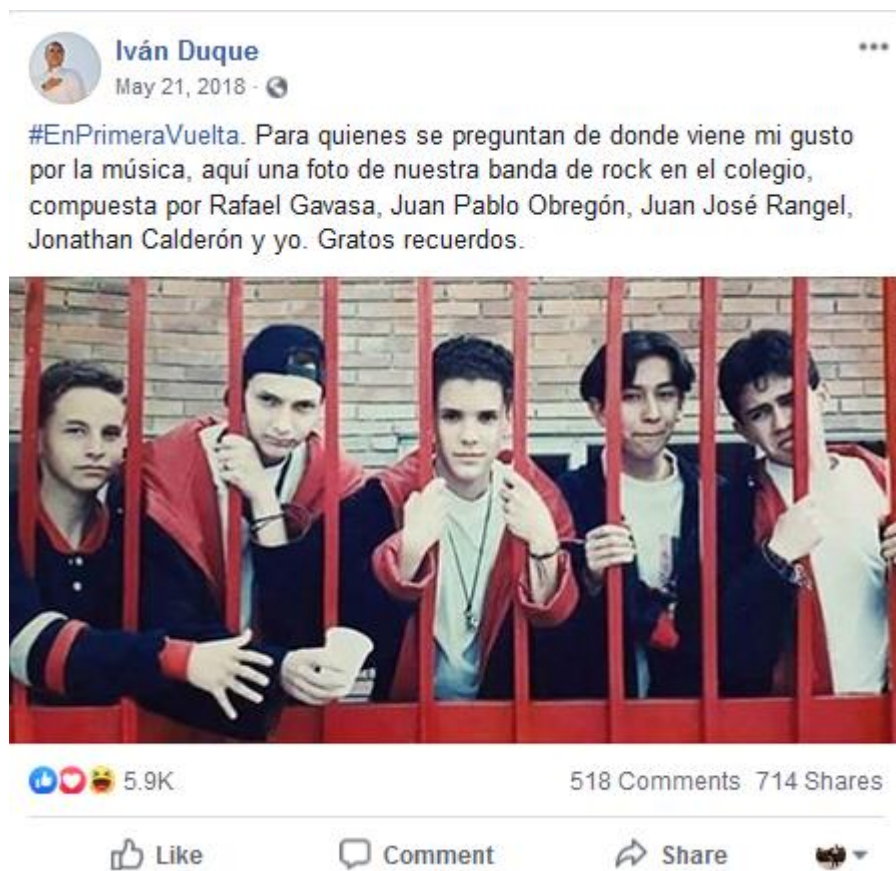 Iván Duque
May 21, 2018 ·
#EnPrimeraVuelta. Para quienes se preguntan de donde viene mi gusto
por la música, aquí una foto de nuestra banda de rock en el colegio,
compuesta por Rafael Gavasa, Juan Pablo Obregón, Juan José Rangel,
Jonathan Calderón y yo. Gratos recuerdos.
5.9K
518 Comments 714 Shares
Like Comment Share